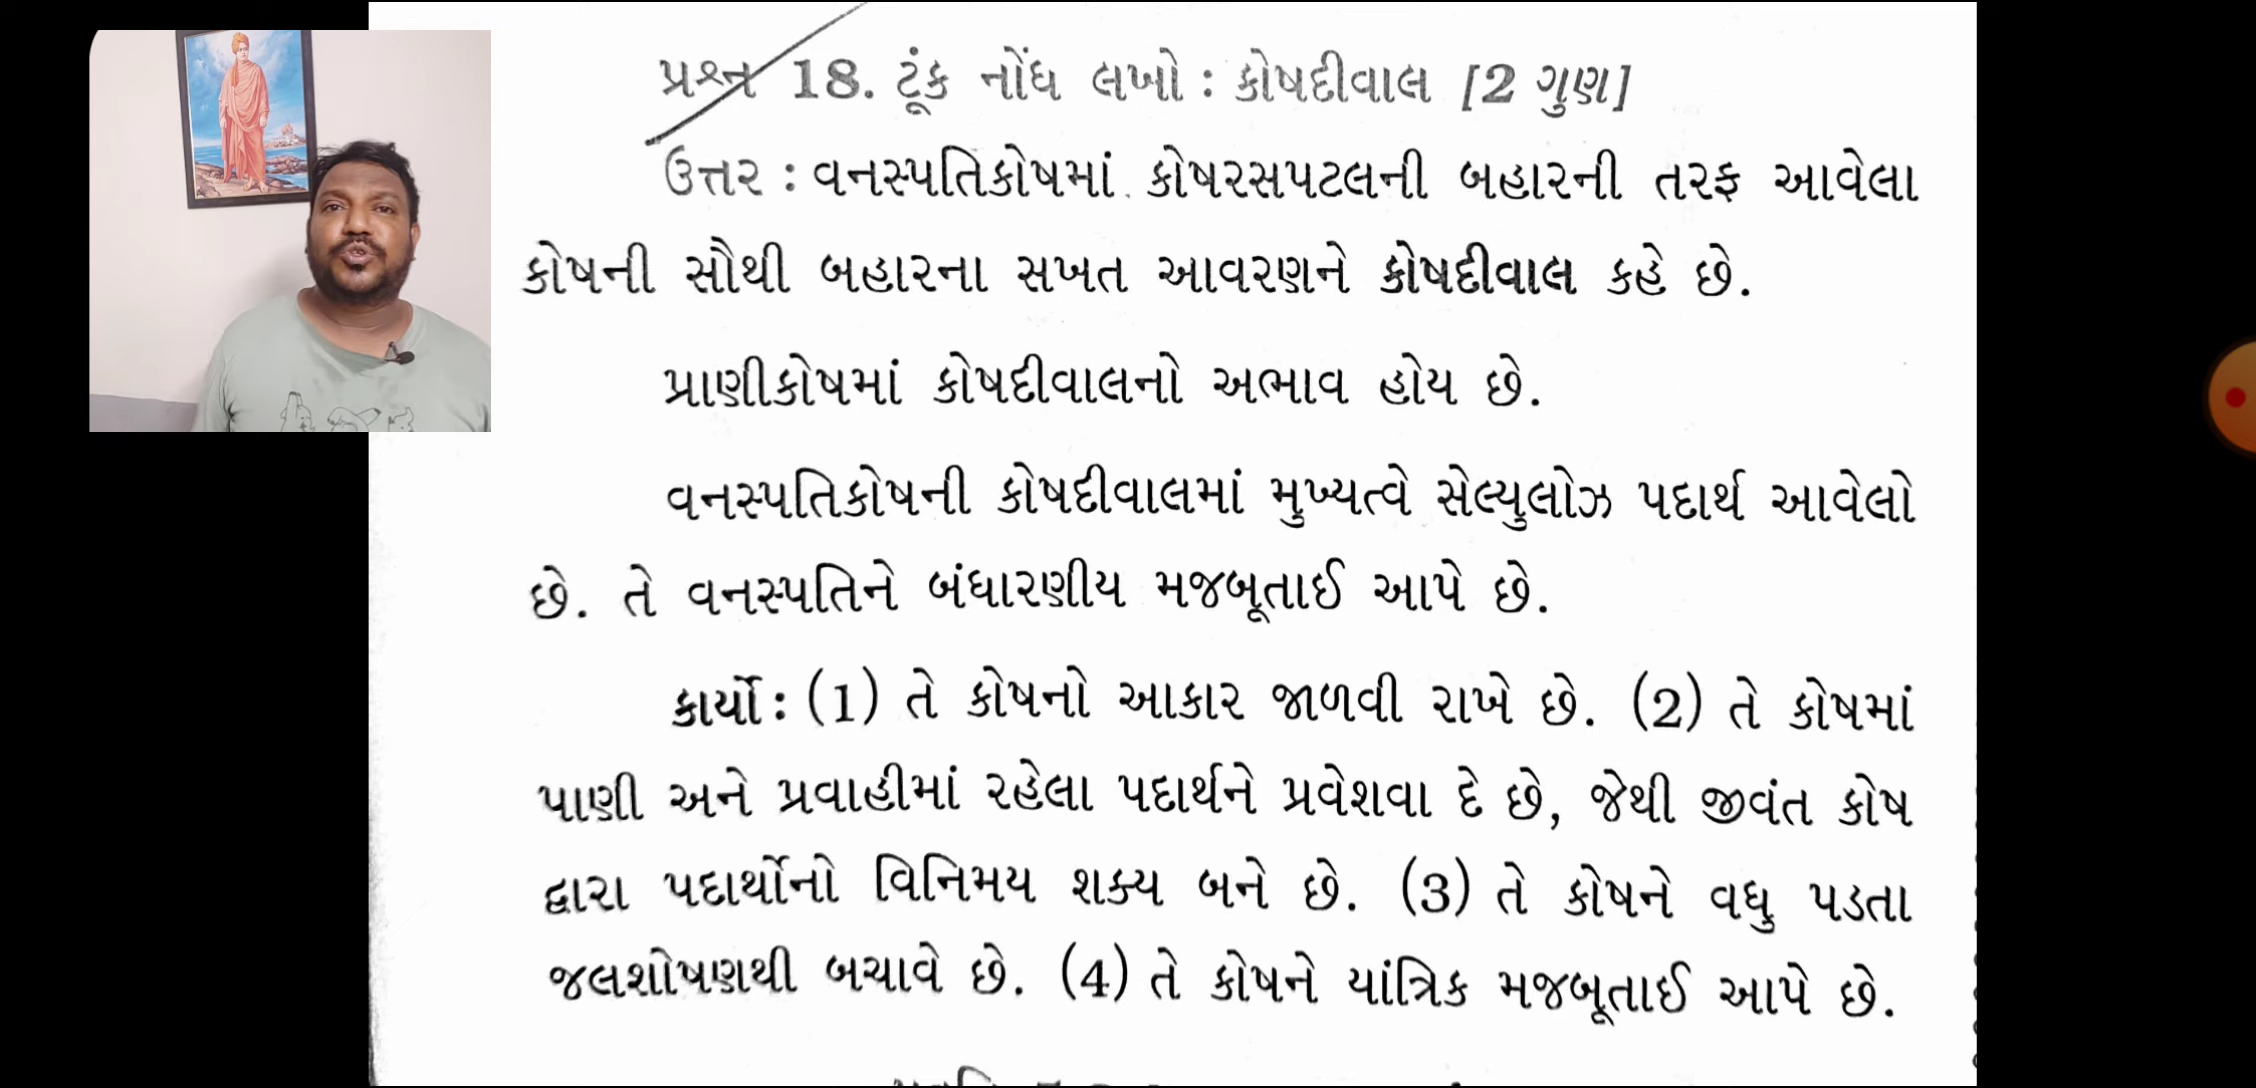 પ્રશ્ન 18. ટૂંક નોંધ લખો : કોષદીવાલ [2 ગુણ]
ઉત્તર : વનસ્પતિકોષમાં કોષરસપટલની બહારની તરફ આવેલા
કોષની સૌથી બહારના સખત આવરણને કોષદીવાલ કહે છે.
પ્રાણીકોષમાં કોષદીવાલનો અભાવ હોય છે.
વનસ્પતિકોષની કોષદીવાલમાં મુખ્યત્વે સેલ્યુલોઝ પદાર્થ આવેલો
છે. તે વનસ્પતિને બંધારણીય મજબૂતાઈ આપે છે.
કાર્યો : (1) તે કોષનો આકાર જાળવી રાખે છે. (2) તે કોષમાં
પાણી અને પ્રવાહીમાં રહેલા પદાર્થને પ્રવેશવા દે છે, જેથી જીવંત કોષ
દ્વારા પદાર્થોનો વિનિમય શક્ય બને છે. (3) તે કોષને વધુ પડતા
જલશોષણથી બચાવે છે. (4) તે કોષને યાંત્રિક મજબૂતાઈ આપે છે.